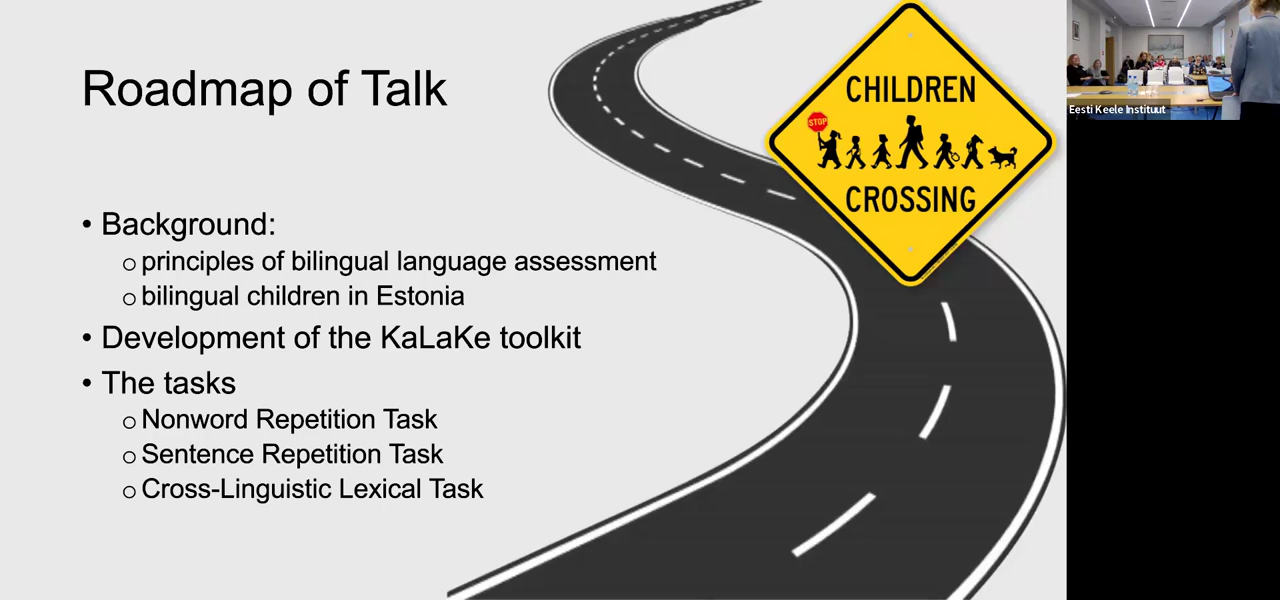 Roadmap of Talk
• Background:
o principles of bilingual language assessment
o bilingual children in Estonia
• Development of the KaLaKe toolkit
• The tasks
o Nonword Repetition Task
o Sentence Repetition Task
o Cross-Linguistic Lexical Task
CHILDREN
STOP
CROSSING
Eesti Keele Instituut